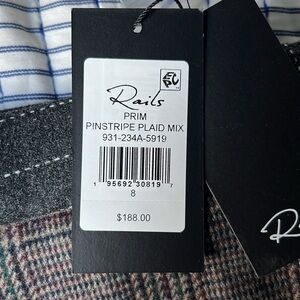 Rails
PRIM
PINSTRIPE PLAID MIX
931-234A-5919
1 95692 30819 7
8
$188.00